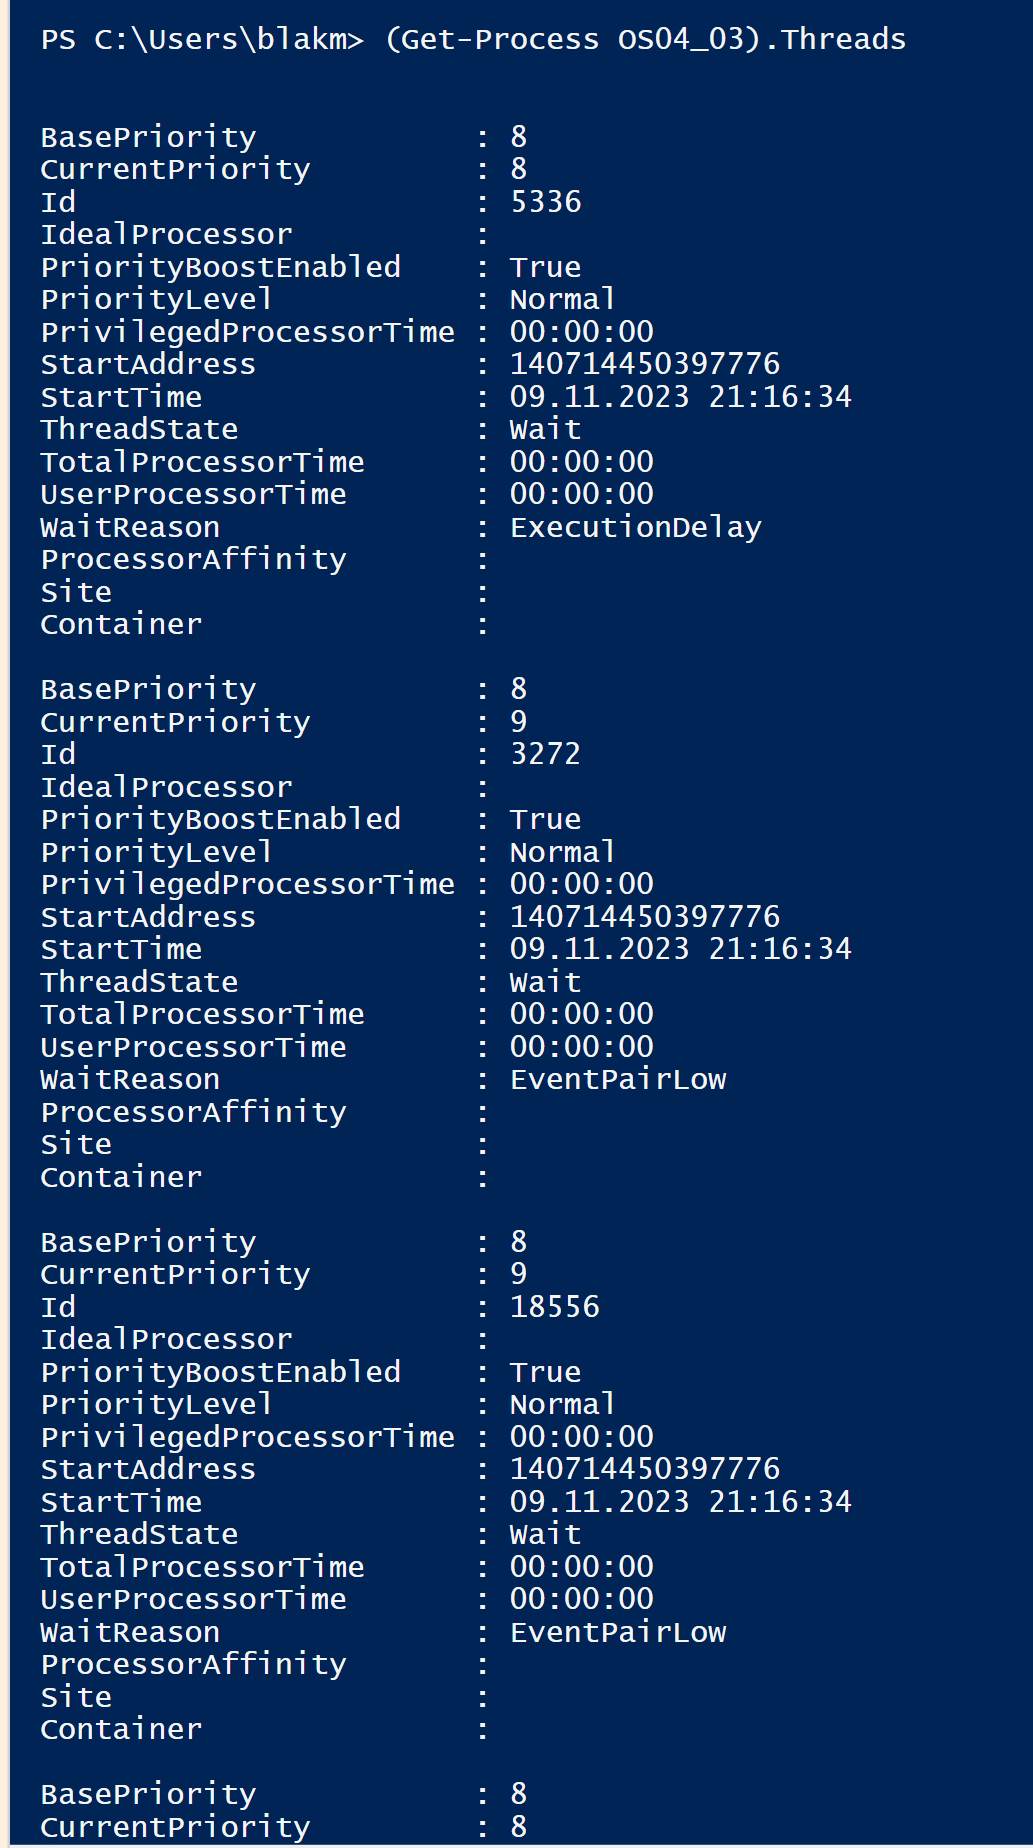 PS C:\Users\blakm> (Get-Process OS04_03).Threads
BasePriority : 8
CurrentPriority : 8
Id : 5336
IdealProcessor :
PriorityBoostEnabled : True
PriorityLevel : Normal
PrivilegedProcessorTime : 00:00:00
StartAddress : 140714450397776
StartTime : 09.11.2023 21:16:34
ThreadState : Wait
TotalProcessorTime : 00:00:00
UserProcessorTime : 00:00:00
WaitReason : ExecutionDelay
ProcessorAffinity :
Site :
Container :
BasePriority : 8
CurrentPriority : 9
Id : 3272
IdealProcessor :
PriorityBoostEnabled : True
PriorityLevel : Normal
PrivilegedProcessorTime : 00:00:00
StartAddress : 140714450397776
StartTime : 09.11.2023 21:16:34
ThreadState : Wait
TotalProcessorTime : 00:00:00
UserProcessorTime : 00:00:00
WaitReason : EventPairLow
ProcessorAffinity :
Site :
Container :
BasePriority : 8
CurrentPriority : 9
Id : 18556
IdealProcessor :
PriorityBoostEnabled : True
PriorityLevel : Normal
PrivilegedProcessorTime : 00:00:00
StartAddress : 140714450397776
StartTime : 09.11.2023 21:16:34
ThreadState : Wait
TotalProcessorTime : 00:00:00
UserProcessorTime : 00:00:00
WaitReason : EventPairLow
ProcessorAffinity :
Site :
Container :
BasePriority : 8
CurrentPriority : 8